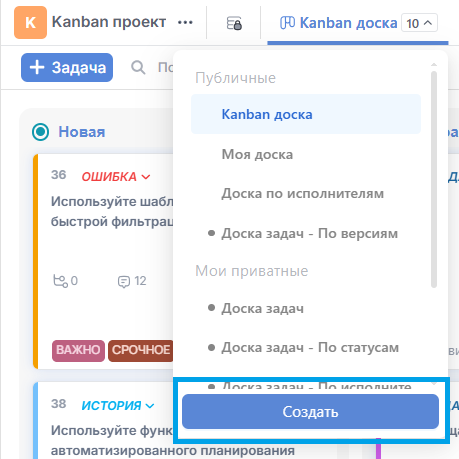 K Kanban проект ...
Kanban доска 10
+ Задача
По
Публичные
Kanban доска
Моя доска
Доска по исполнителям
Доска задач - По версиям
Мои приватные
Доска задач
Доска задач - По статусам
Доска задач - По исполните
Создать
Новая
36 ОШИБКА
Используйте шабл
быстрой фильтрац
0 12
ВАЖНО СРОЧНОЕ
38 ИСТОРИЯ
Используйте функ
автоматизированного планирования